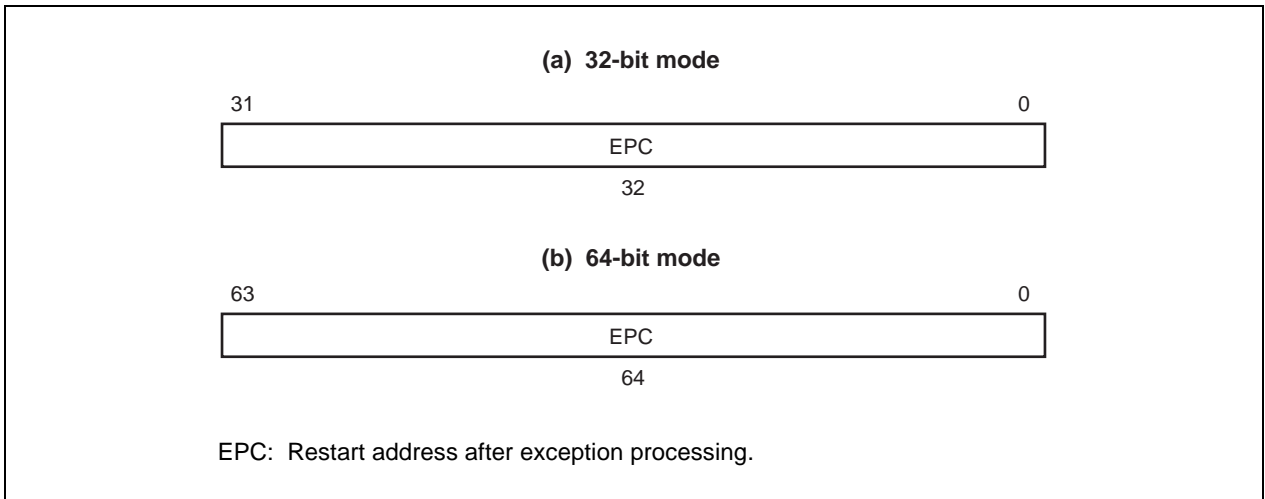 (a) 32-bit mode
31 0
EPC
32
(b) 64-bit mode
63 0
EPC
64
EPC: Restart address after exception processing.